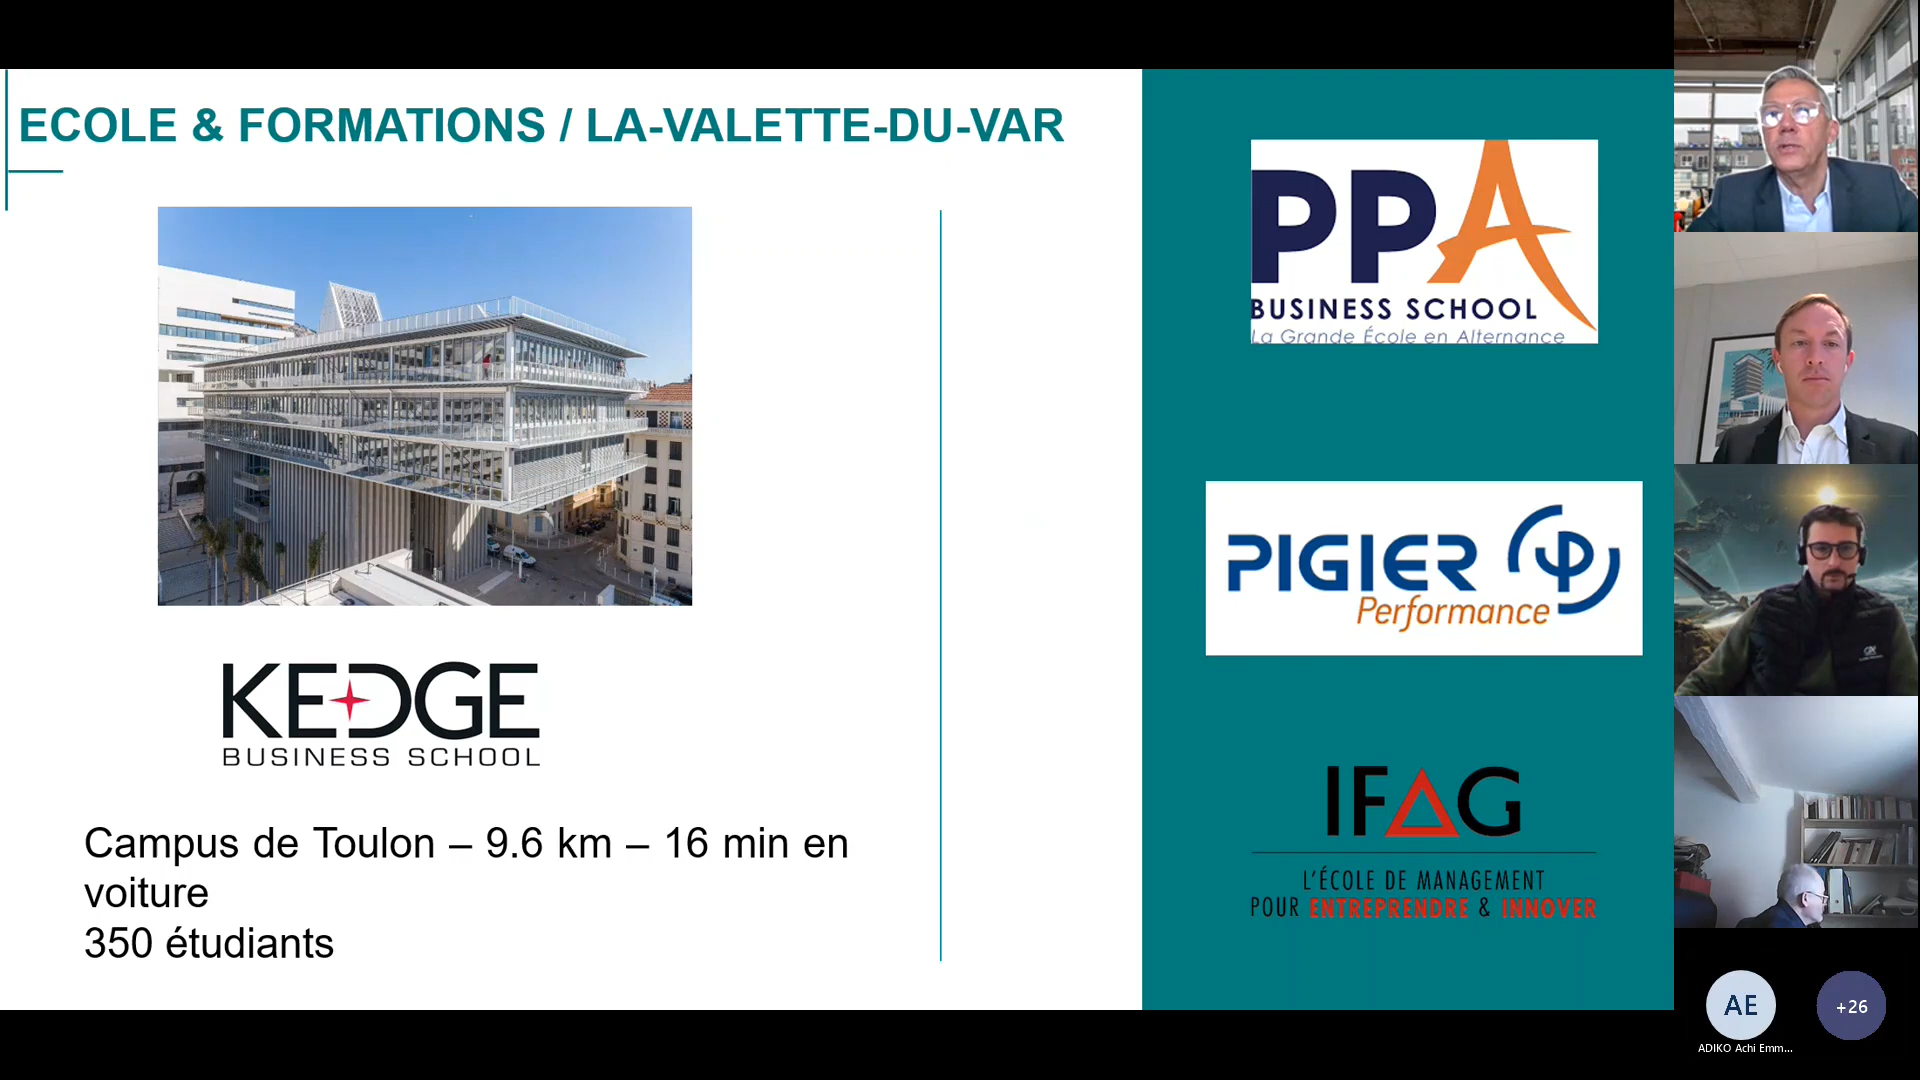 ECOLE & FORMATIONS / LA-VALETTE-DU-VAR
KEDGE
BUSINESS SCHOOL
Campus de Toulon – 9.6 km – 16 min en
voiture
350 étudiants
PPA
BUSINESS SCHOOL
La Grande École en Alternance
PIGIER
Performance
IFAG
L'ÉCOLE DE MANAGEMENT
POUR ENTREPRENDRE & INNOVER
AE
ADIKO Achi Emm...
+26